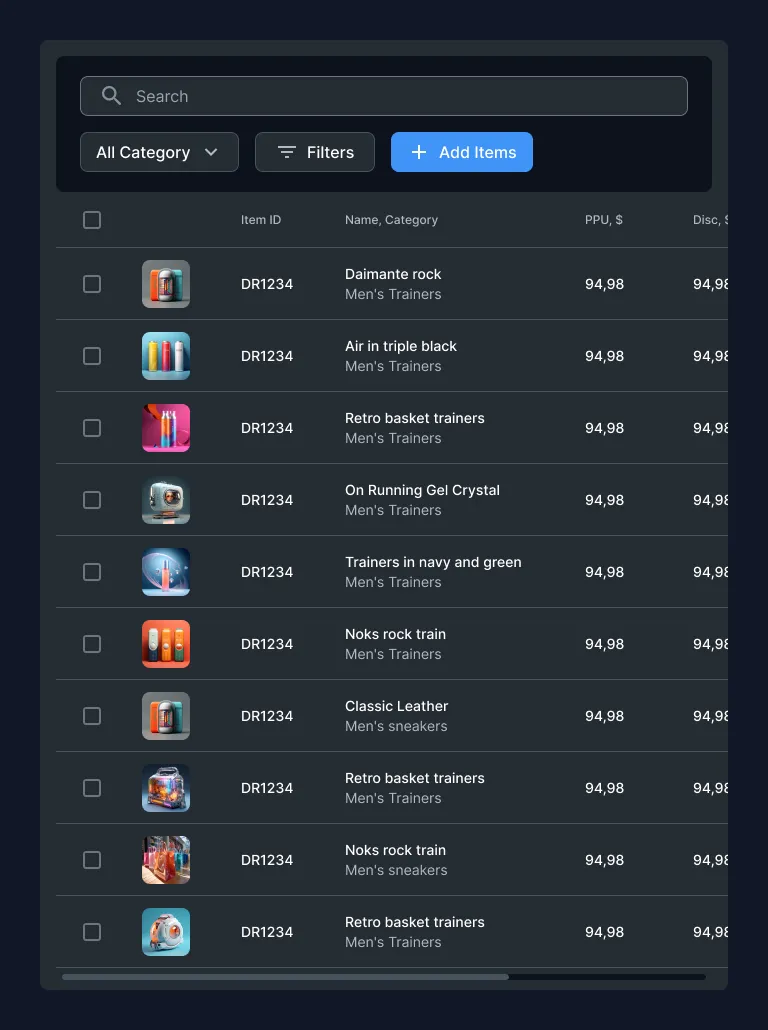 Search
All Category
Filters
Add Items
Item ID Name, Category PPU, $ Disc, $
DR1234 Daimante rock 94,98 94,98
Men's Trainers
DR1234 Air in triple black 94,98 94,98
Men's Trainers
DR1234 Retro basket trainers 94,98 94,98
Men's Trainers
DR1234 On Running Gel Crystal 94,98 94,98
Men's Trainers
DR1234 Trainers in navy and green 94,98 94,98
Men's Trainers
DR1234 Noks rock train 94,98 94,98
Men's Trainers
DR1234 Classic Leather 94,98 94,98
Men's sneakers
DR1234 Retro basket trainers 94,98 94,98
Men's Trainers
DR1234 Noks rock train 94,98 94,98
Men's sneakers
DR1234 Retro basket trainers 94,98 94,98
Men's Trainers